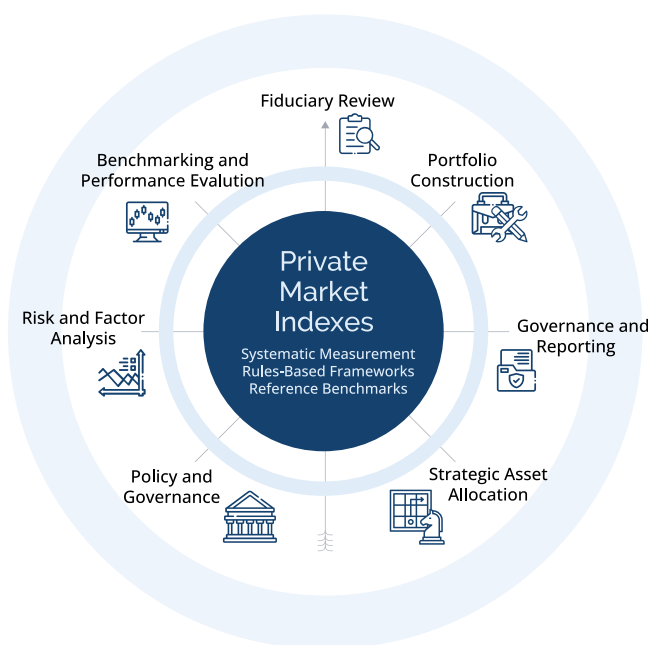 Fiduciary Review
Benchmarking and
Performance Evalution
Portfolio
Construction
Private
Market
Indexes
Systematic Measurement
Rules-Based Frameworks
Reference Benchmarks
Risk and Factor
Analysis
Governance and
Reporting
Policy and
Governance
Strategic Asset
Allocation